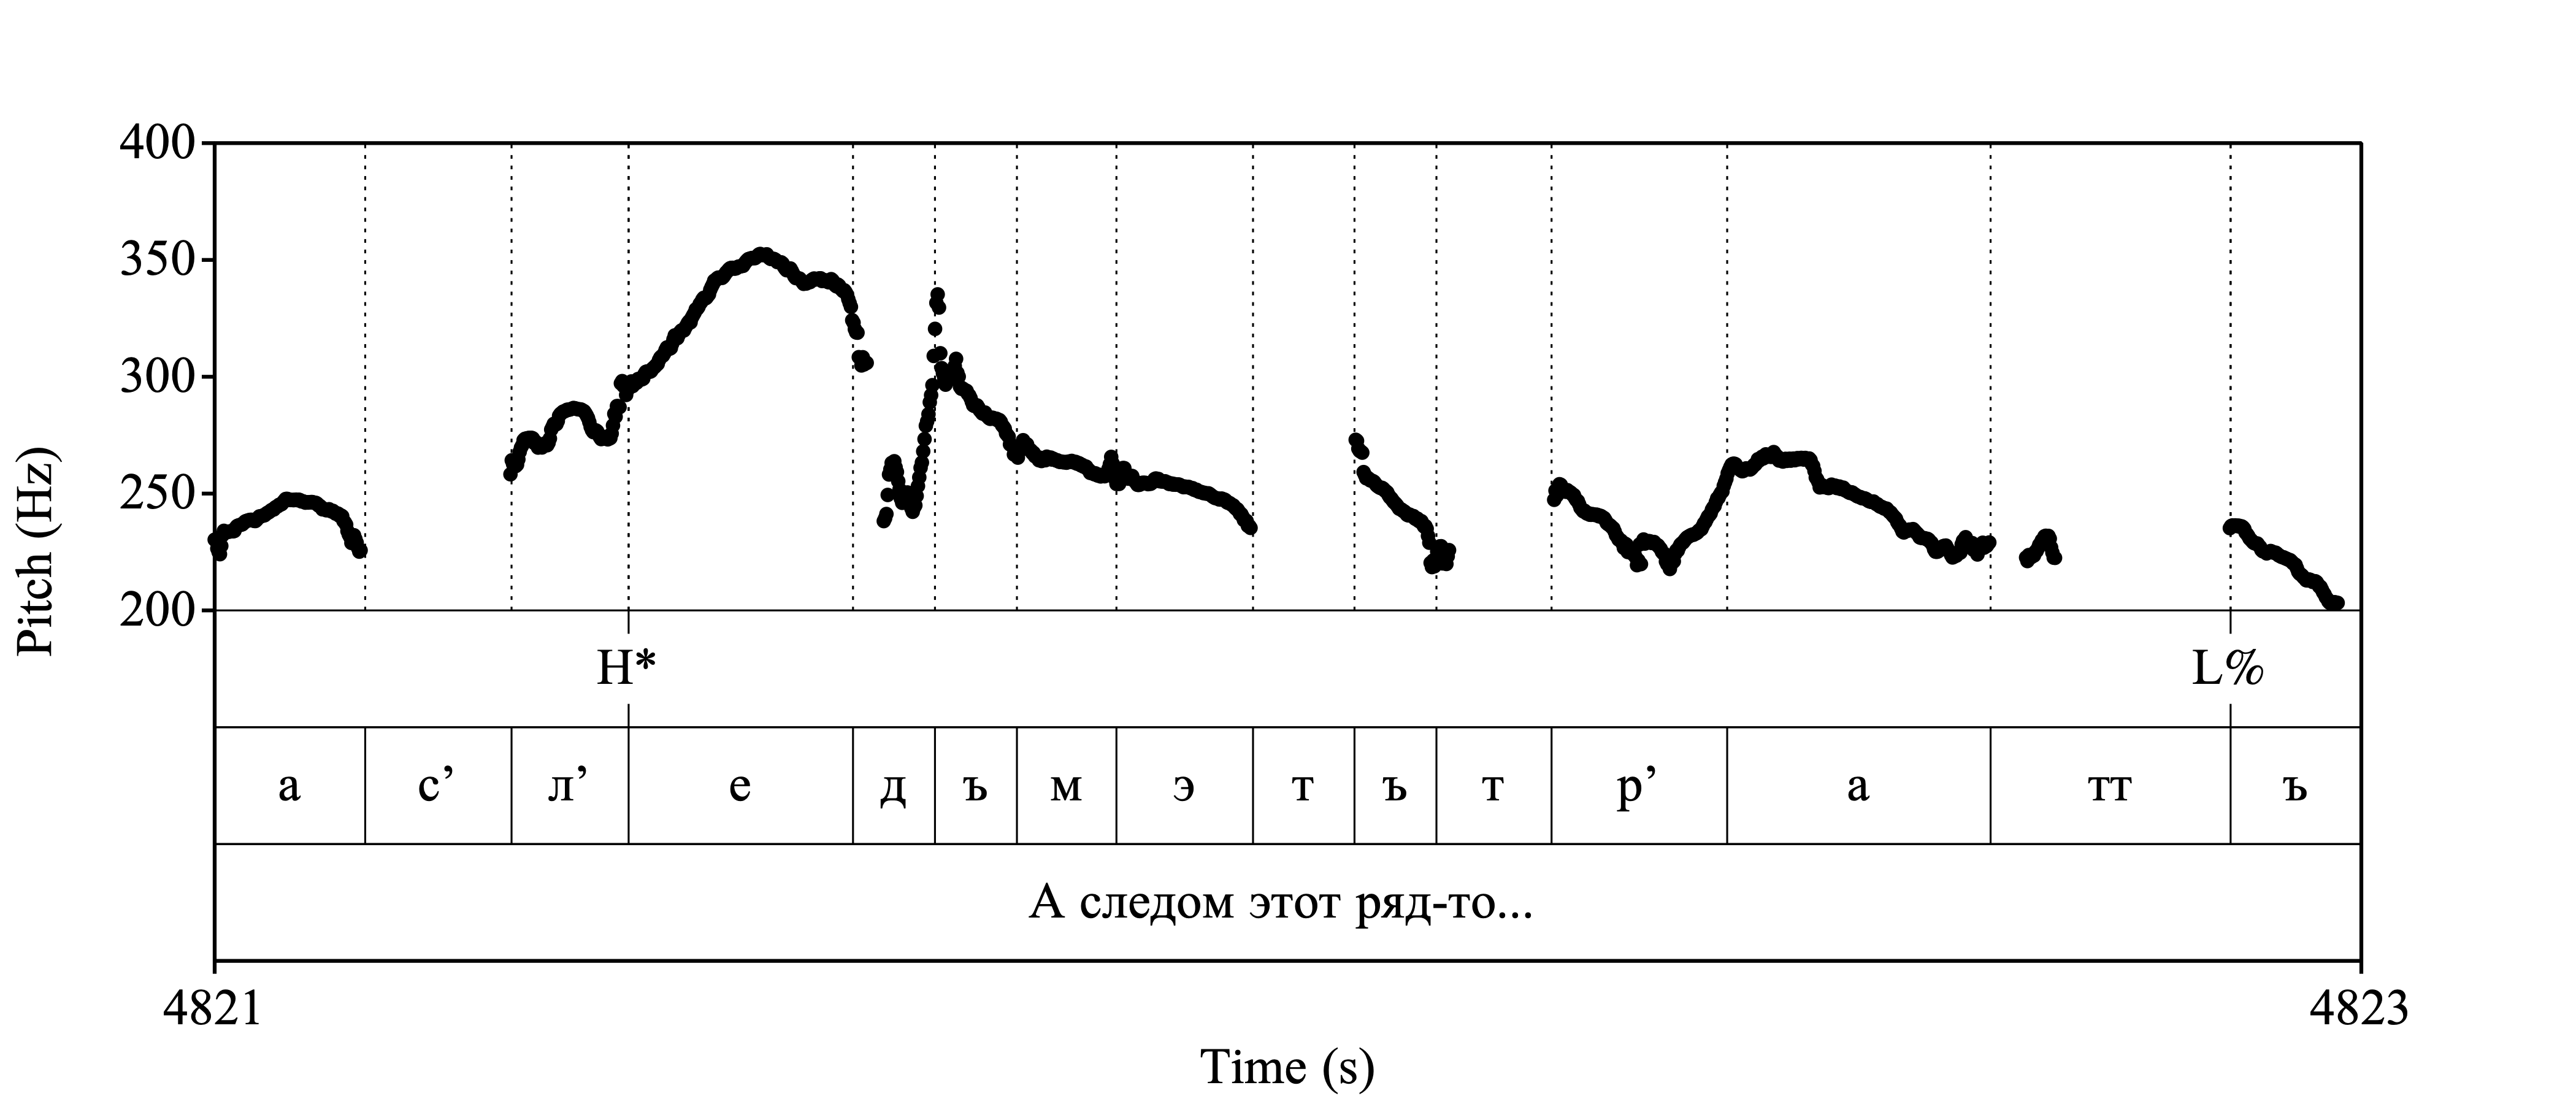 400
350
300
250
200
Pitch (Hz)
H* L%
а с’ л’ е д ъ м э т ъ т р’ а тт ъ
А следом этот ряд-то...
4821 4823
Time (s)